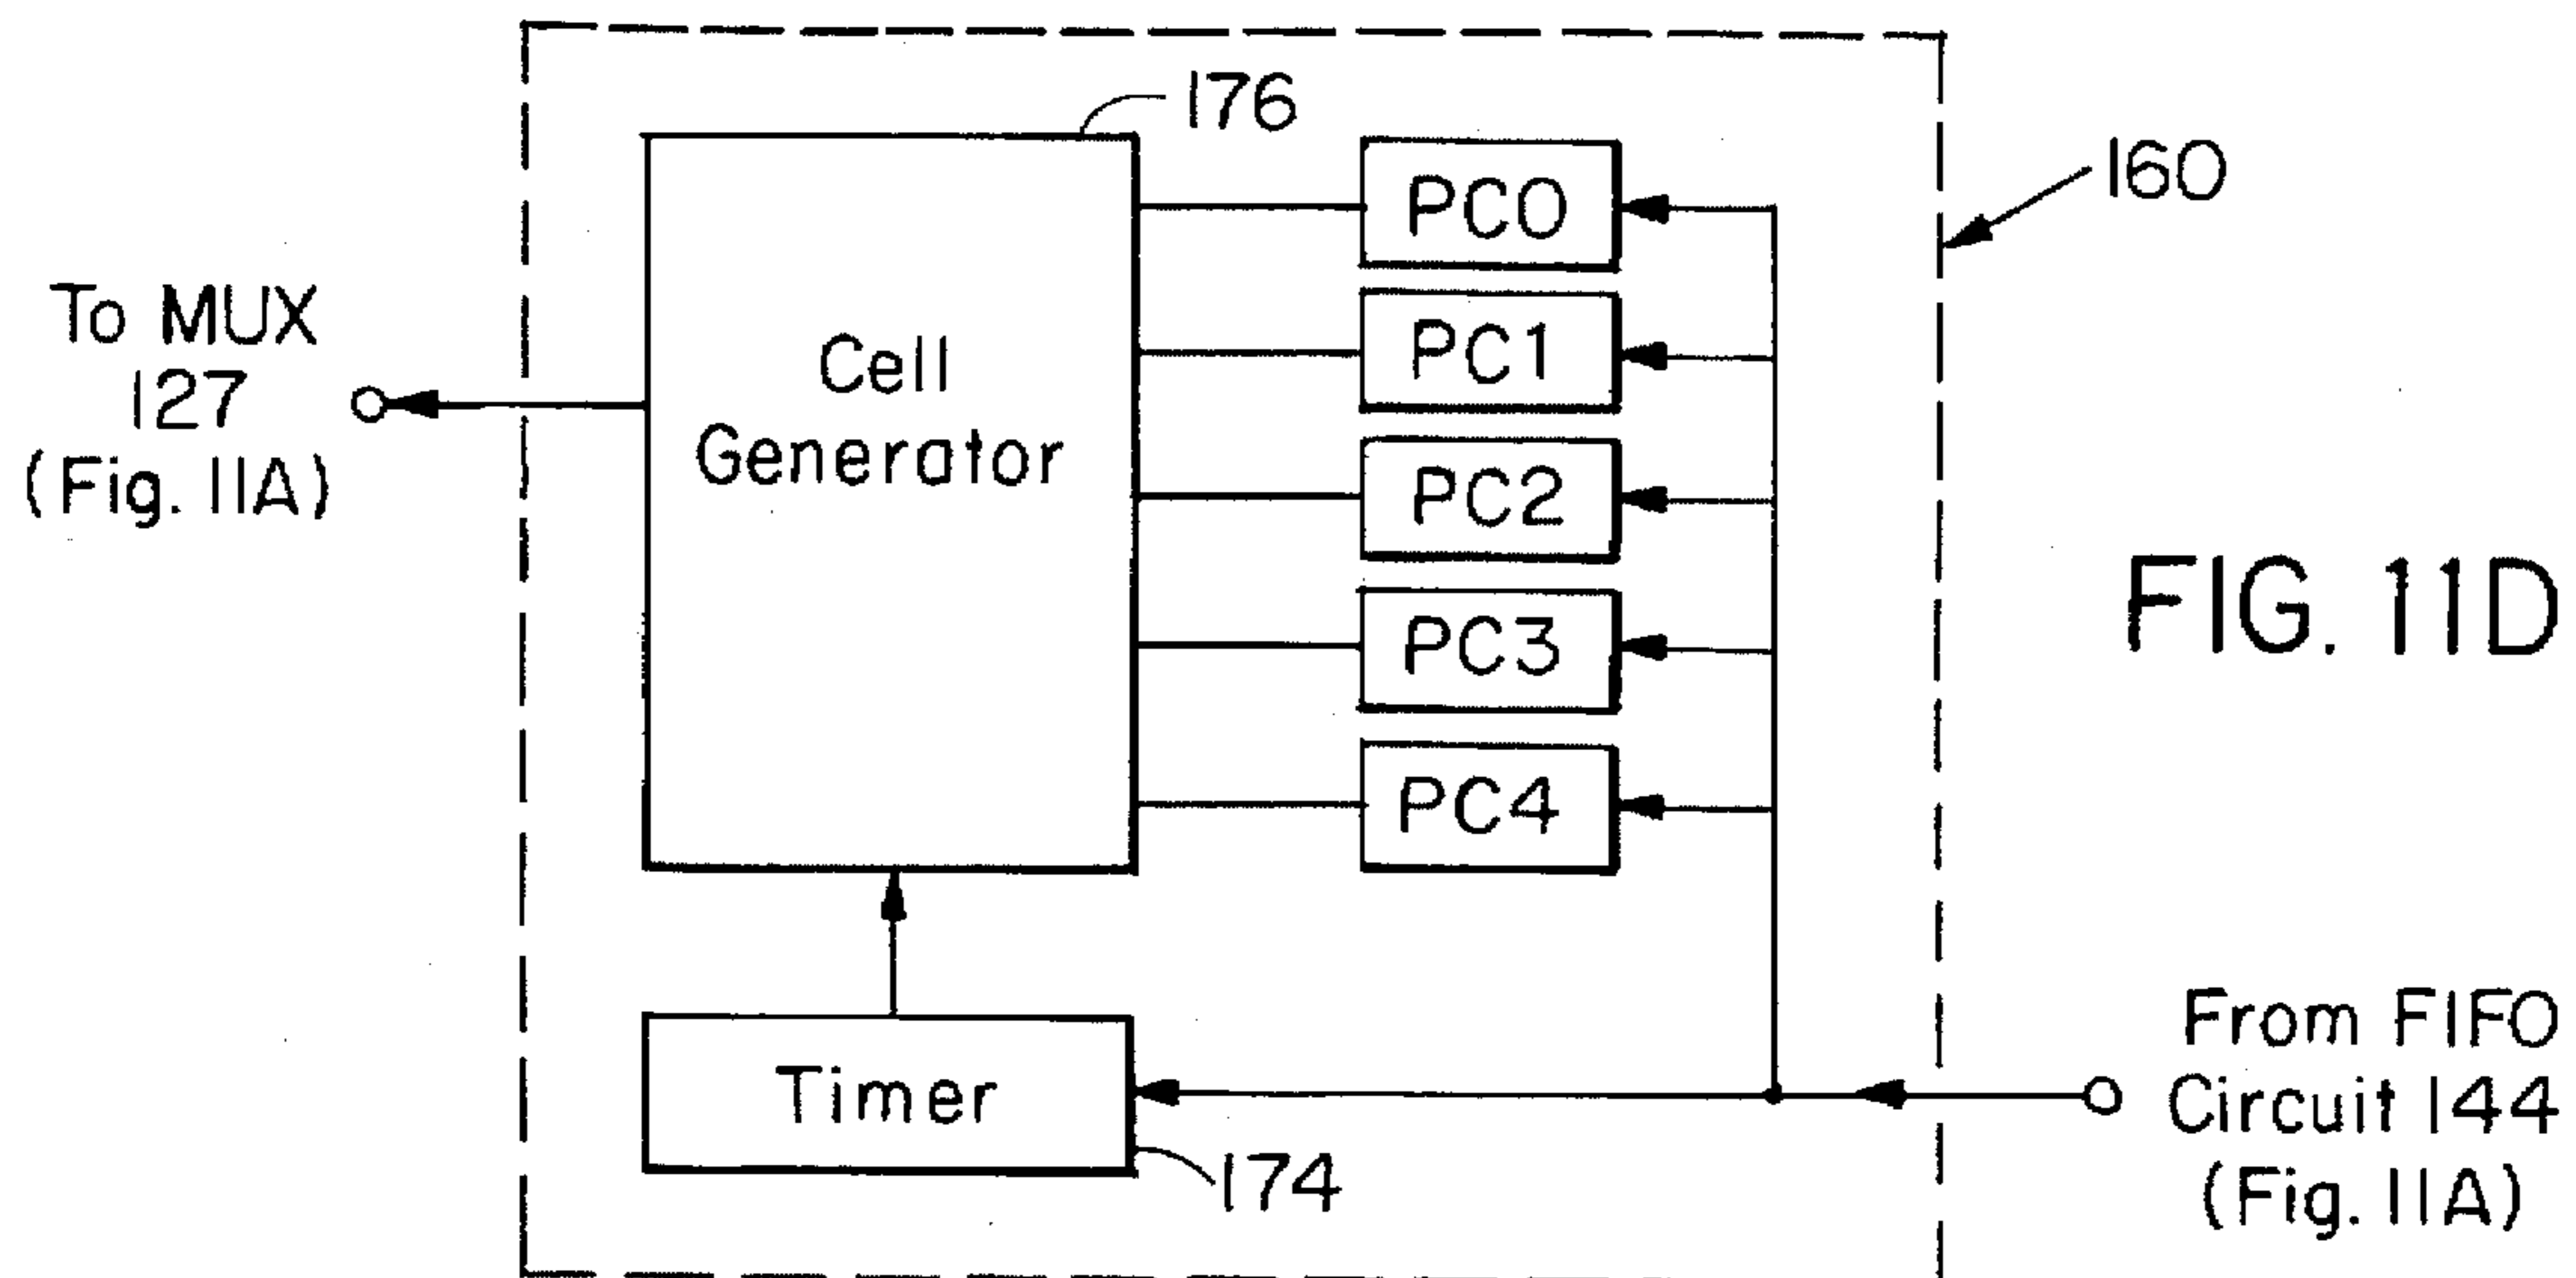 176
160
To MUX
127
(Fig. 11A)
Cell
Generator
PC0
PC1
PC2
PC3
PC4
FIG. 11D
Timer
174
From FIFO
Circuit 144
(Fig. 11A)